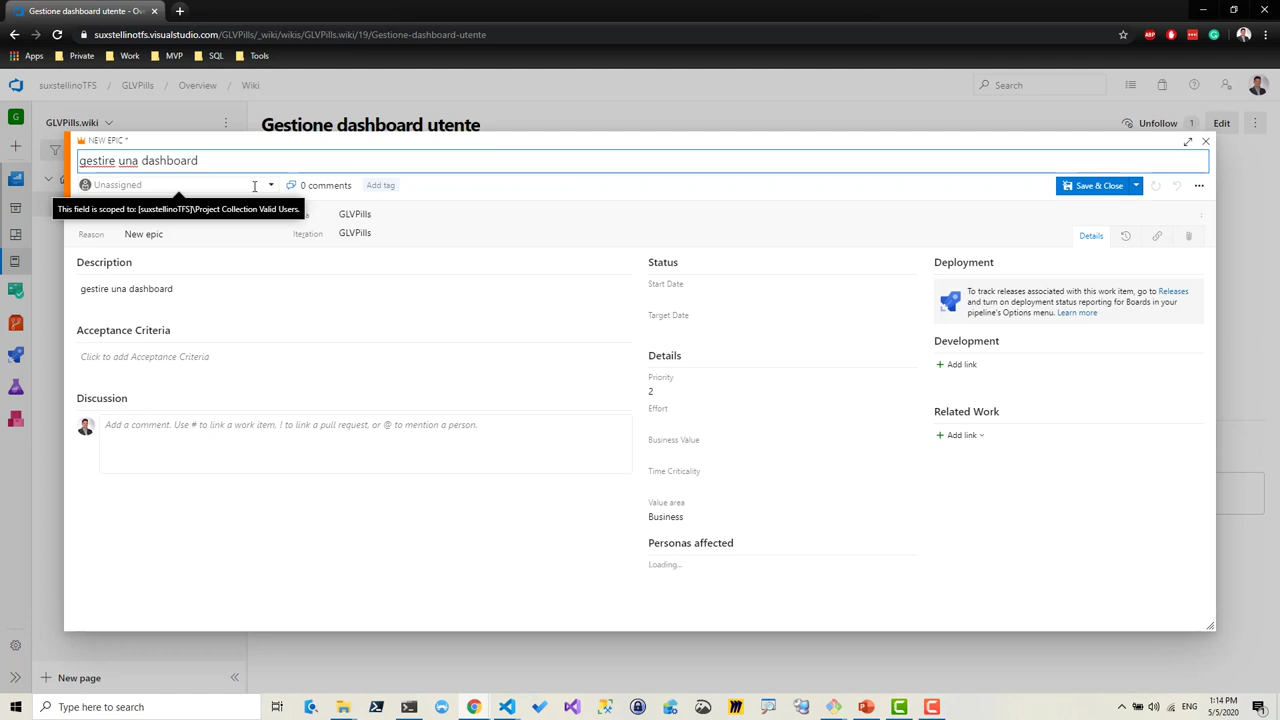 Gestione dashboard utente - Ove
suxstellinotfs.visualstudio.com/GLVPills/_wiki/wikis/GLVPills.wiki/19/Gestione-dashboard-utente
ABP
Apps Private Work MVP SQL Tools
suxstellinoTFS / GLVPills / Overview / Wiki
Search
G
GLVPills.wiki
Gestione dashboard utente
Unfollow 1 Edit
NEW EPIC *
gestire una dashboard
Unassigned
0 comments
Add tag
Save & Close
This field is scoped to: [suxstellinoTFS]\Project Collection Valid Users.
GLVPills
Reason New epic
Iteration GLVPills
Details
Description
gestire una dashboard
Acceptance Criteria
Click to add Acceptance Criteria
Discussion
Add a comment. Use # to link a work item, ! to link a pull request, or @ to mention a person.
Status
Start Date
Target Date
Details
Priority
2
Effort
Business Value
Time Criticality
Value area
Business
Personas affected
Loading...
Deployment
To track releases associated with this work item, go to Releases
and turn on deployment status reporting for Boards in your
pipeline's Options menu. Learn more
Development
Add link
Related Work
Add link
New page
Type here to search
ENG
1:14 PM
5/5/2020